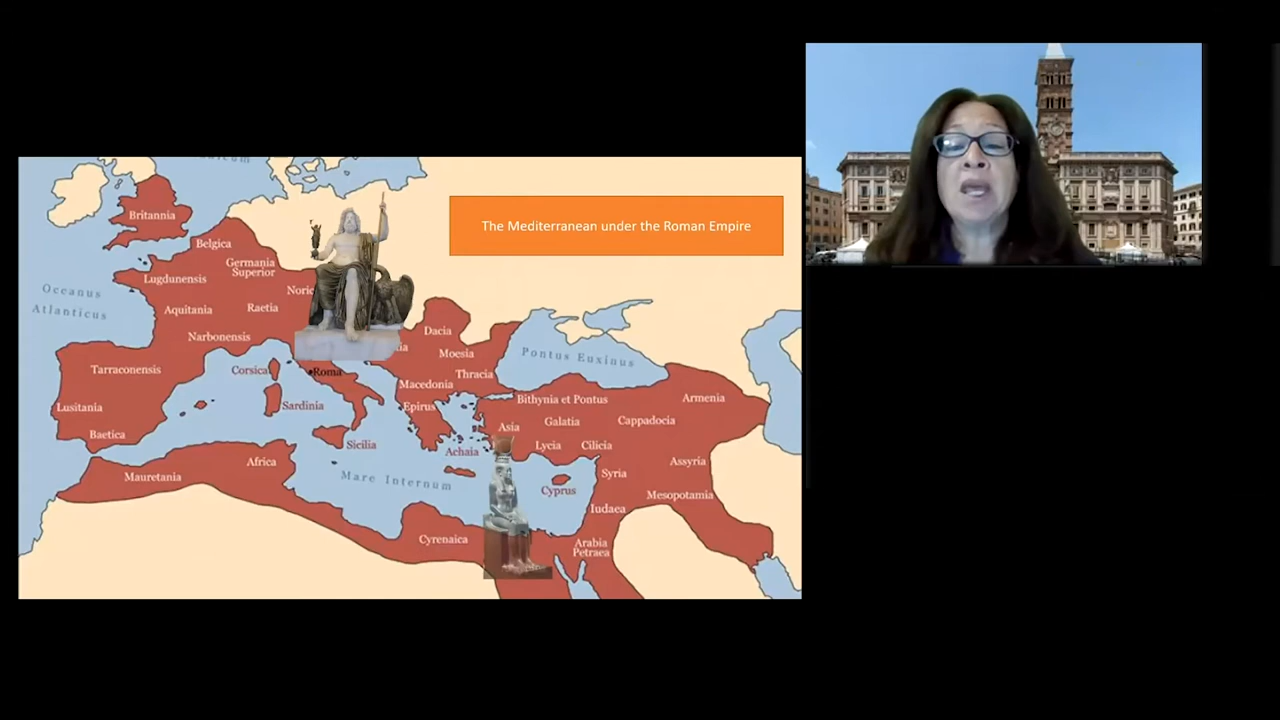 The Mediterranean under the Roman Empire
Britannia
Belgica
Germania
Superior
Lugdunensis
Noric
Oceanus
Atlanticus
Aquitania
Raetia
Narbonensis
Dacia
Moesia
Pontus Euxinus
Tarraconensis
Corsica
Roma
Thracia
Macedonia
Bithynia et Pontus
Armenia
Lusitania
Sardinia
Epirus
Asia
Galatia
Cappadocia
Baetica
Sicilia
Achaia
Lycia
Cilicia
Africa
Mauretania
Mare Internum
Syria
Assyria
Cyprus
Mesopotamia
Iudaea
Cyrenaica
Arabia
Petraea